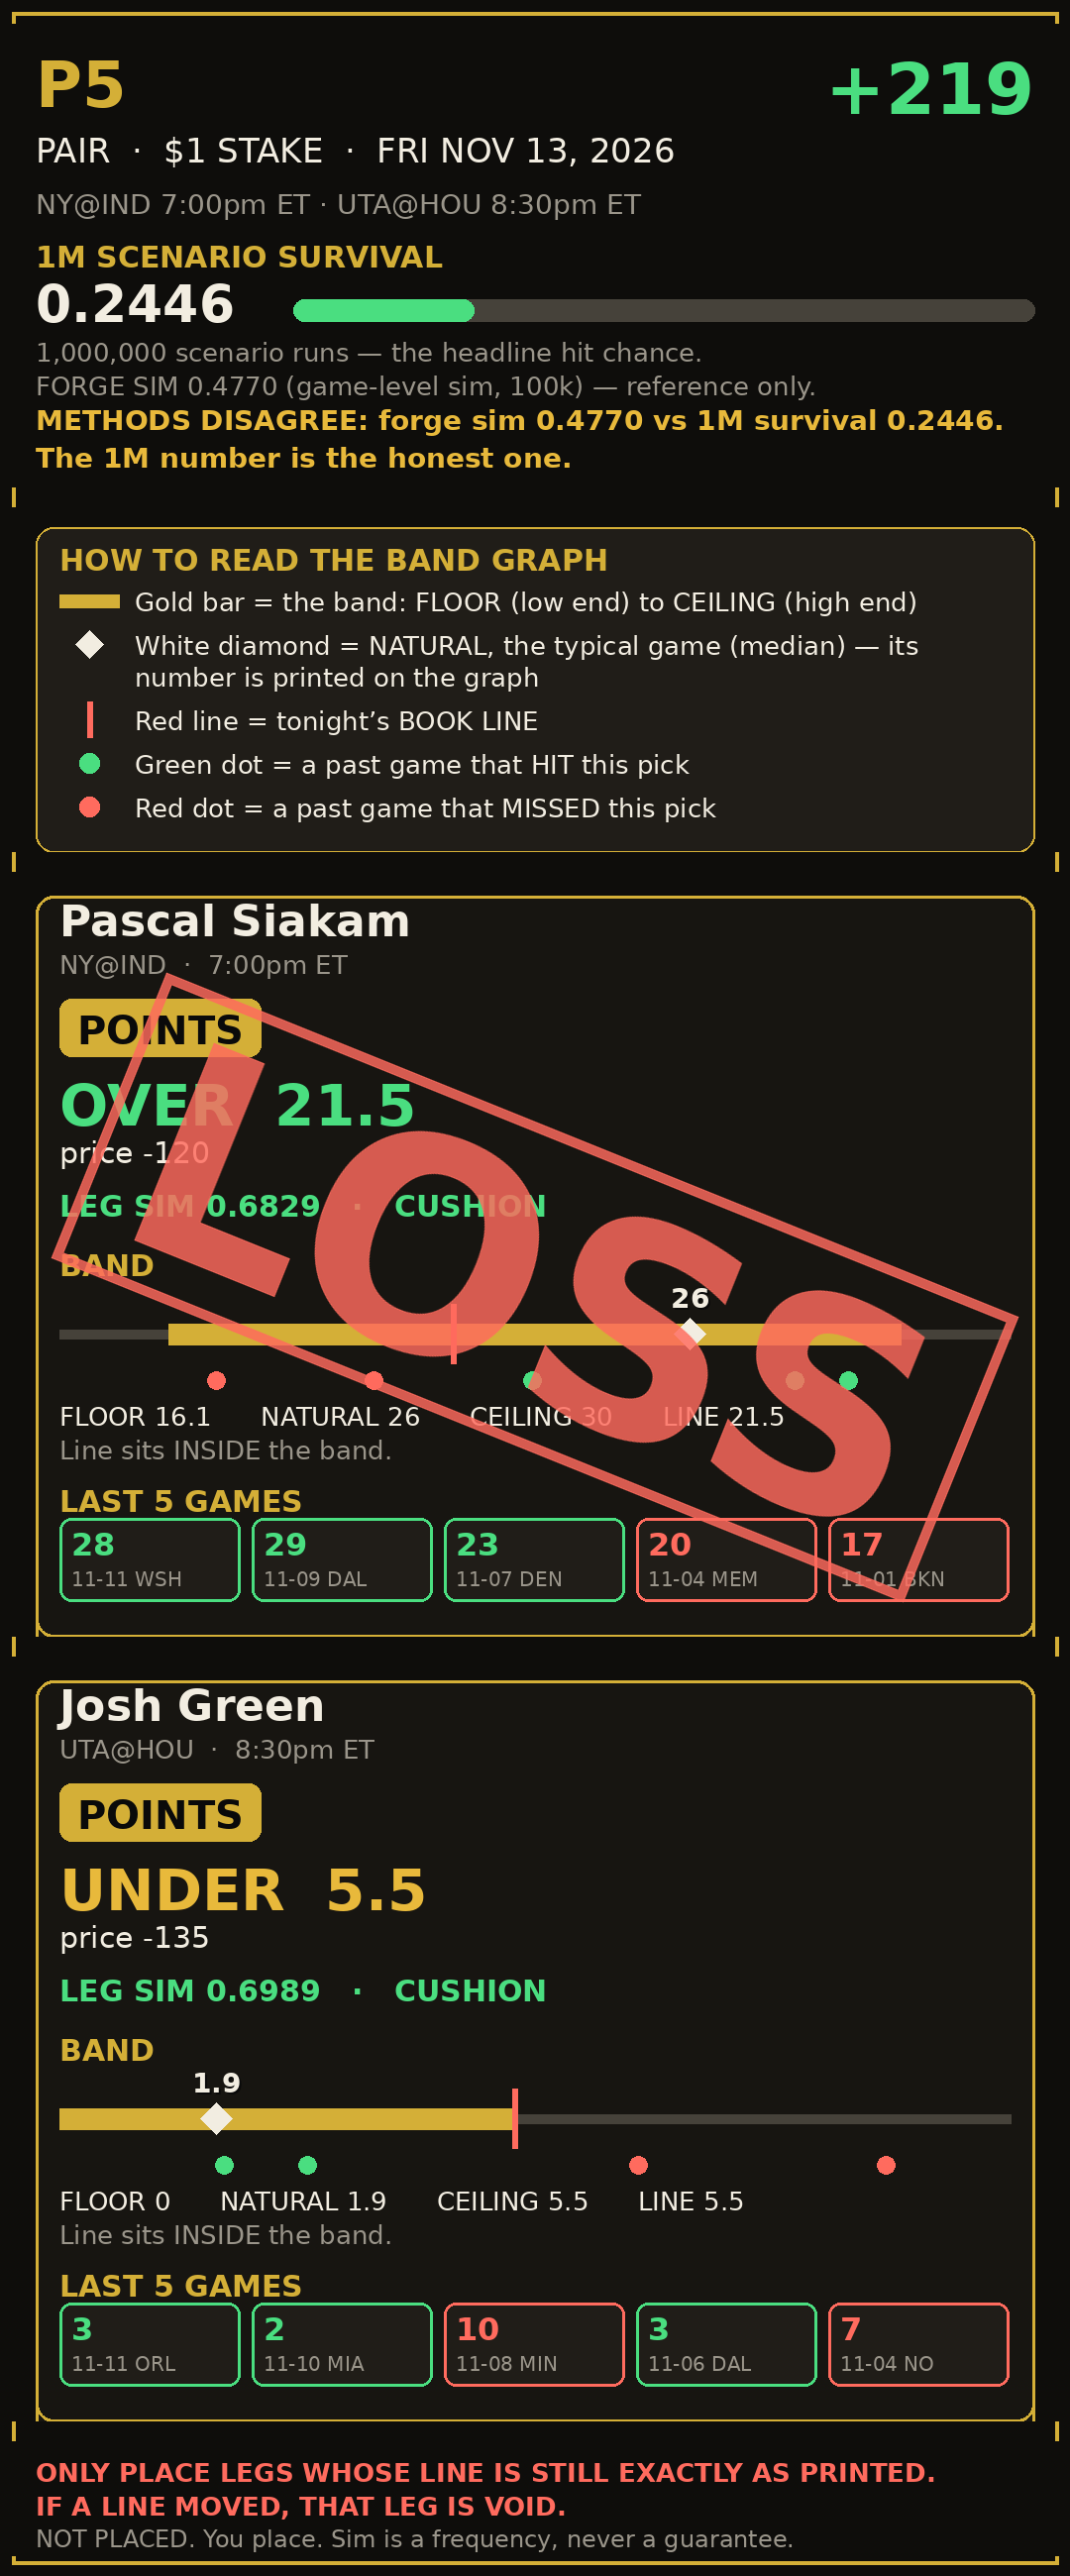 P5
+219
PAIR · $1 STAKE · FRI NOV 13, 2026
NY@IND 7:00pm ET · UTA@HOU 8:30pm ET
1M SCENARIO SURVIVAL
0.2446
1,000,000 scenario runs — the headline hit chance.
FORGE SIM 0.4770 (game-level sim, 100k) — reference only.
METHODS DISAGREE: forge sim 0.4770 vs 1M survival 0.2446.
The 1M number is the honest one.
HOW TO READ THE BAND GRAPH
Gold bar = the band: FLOOR (low end) to CEILING (high end)
White diamond = NATURAL, the typical game (median) — its
number is printed on the graph
Red line = tonight’s BOOK LINE
Green dot = a past game that HIT this pick
Red dot = a past game that MISSED this pick
Pascal Siakam
NY@IND · 7:00pm ET
POINTS
OVER 21.5
price -120
LEG SIM 0.6829 · CUSHION
LOSS
BAND
26
FLOOR 16.1 NATURAL 26 CEILING 30 LINE 21.5
Line sits INSIDE the band.
LAST 5 GAMES
28 29 23 20 17
11-11 WSH 11-09 DAL 11-07 DEN 11-04 MEM 11-01 BKN
Josh Green
UTA@HOU · 8:30pm ET
POINTS
UNDER 5.5
price -135
LEG SIM 0.6989 · CUSHION
BAND
1.9
FLOOR 0 NATURAL 1.9 CEILING 5.5 LINE 5.5
Line sits INSIDE the band.
LAST 5 GAMES
3 2 10 3 7
11-11 ORL 11-10 MIA 11-08 MIN 11-06 DAL 11-04 NO
ONLY PLACE LEGS WHOSE LINE IS STILL EXACTLY AS PRINTED.
IF A LINE MOVED, THAT LEG IS VOID.
NOT PLACED. You place. Sim is a frequency, never a guarantee.